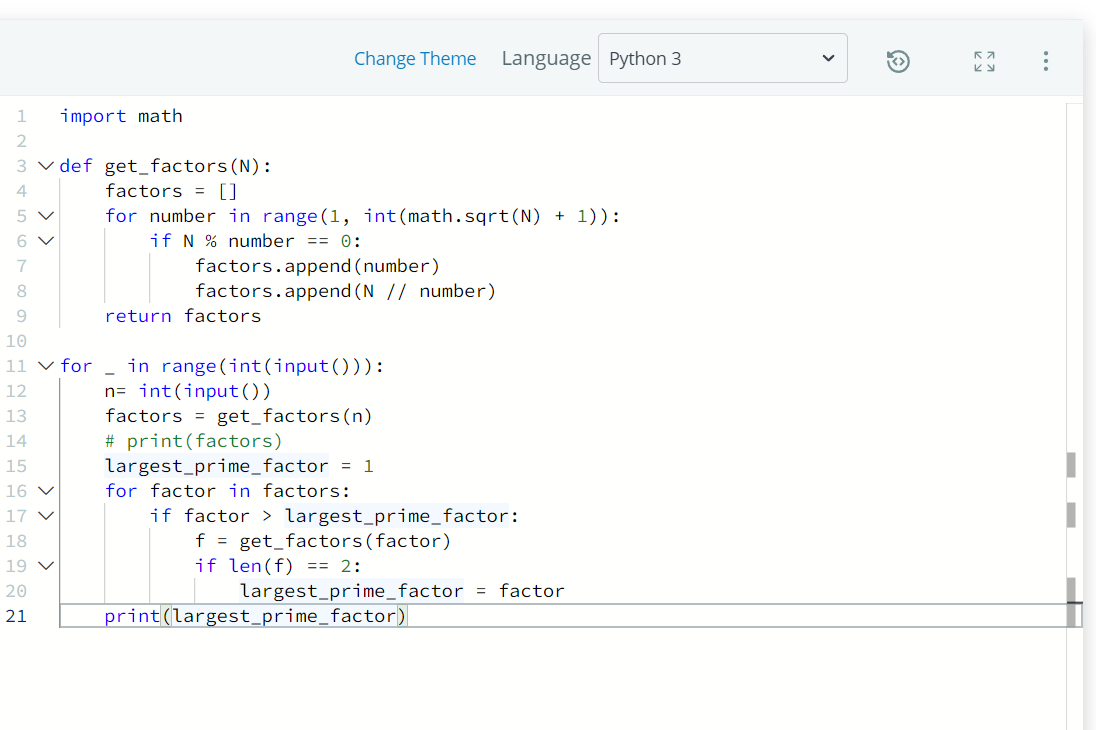 Change Theme Language Python 3
1 import math
2
3 def get_factors(N):
4     factors = []
5     for number in range(1, int(math.sqrt(N) + 1)):
6         if N % number == 0:
7             factors.append(number)
8             factors.append(N // number)
9     return factors
10
11 for _ in range(int(input())):
12     n= int(input())
13     factors = get_factors(n)
14     # print(factors)
15     largest_prime_factor = 1
16     for factor in factors:
17         if factor > largest_prime_factor:
18             f = get_factors(factor)
19             if len(f) == 2:
20                 largest_prime_factor = factor
21     print(largest_prime_factor)